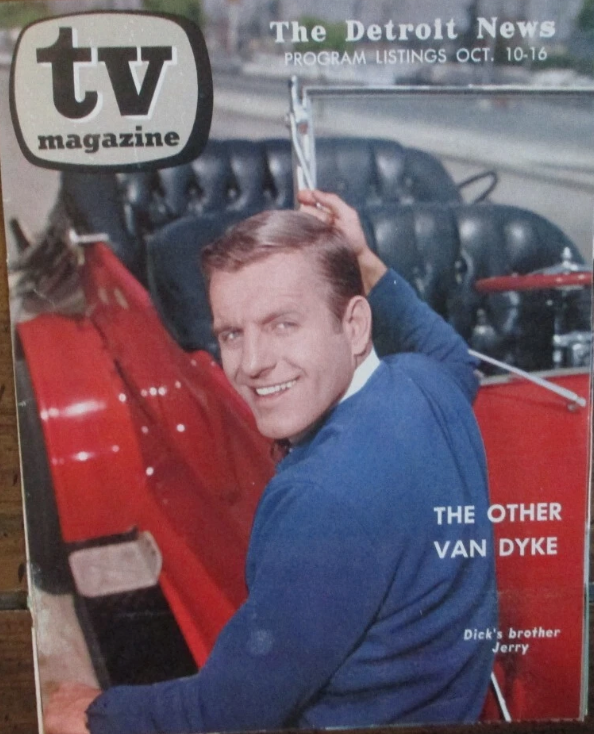 tv
magazine
The Detroit News
PROGRAM LISTINGS OCT. 10-16
THE OTHER
VAN DYKE
Dick's brother
Jerry